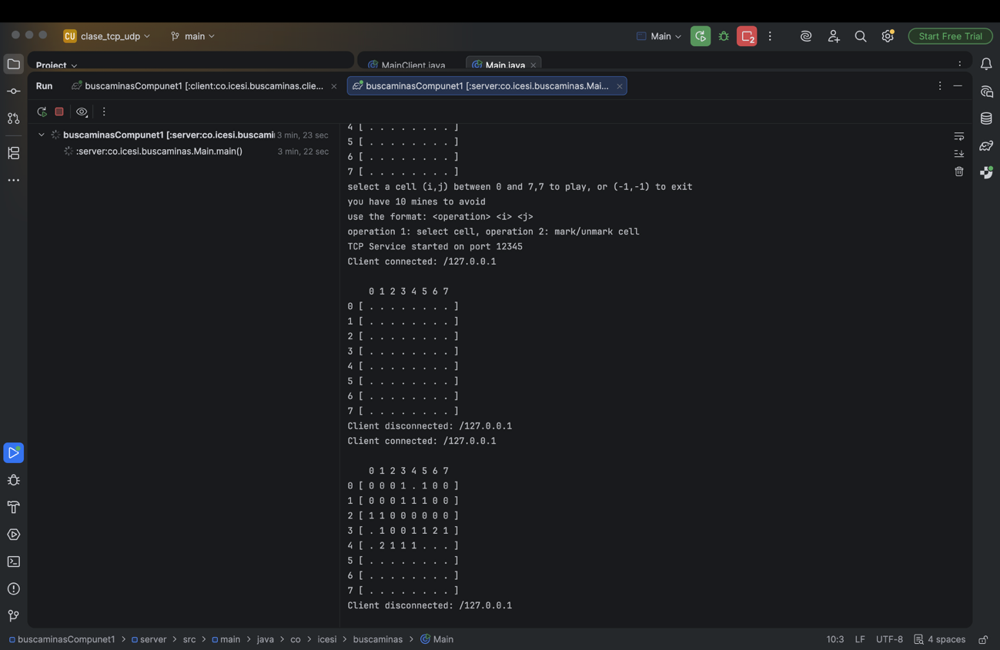 CU clase_tcp_udp main Main 2 Start Free Trial
Project MainClient.java Main.java
Run buscaminasCompunet1 [:client:co.icesi.buscaminas.clie... buscaminasCompunet1 [:server:co.icesi.buscaminas.Mai...
buscaminasCompunet1 [:server:co.icesi.buscami 3 min, 23 sec
:server:co.icesi.buscaminas.Main.main() 3 min, 22 sec
4 [ . . . . . . . . ]
5 [ . . . . . . . . ]
6 [ . . . . . . . . ]
7 [ . . . . . . . . ]
select a cell (i,j) between 0 and 7,7 to play, or (-1,-1) to exit
you have 10 mines to avoid
use the format: <operation> <i> <j>
operation 1: select cell, operation 2: mark/unmark cell
TCP Service started on port 12345
Client connected: /127.0.0.1
0 1 2 3 4 5 6 7
0 [ . . . . . . . . ]
1 [ . . . . . . . . ]
2 [ . . . . . . . . ]
3 [ . . . . . . . . ]
4 [ . . . . . . . . ]
5 [ . . . . . . . . ]
6 [ . . . . . . . . ]
7 [ . . . . . . . . ]
Client disconnected: /127.0.0.1
Client connected: /127.0.0.1
0 1 2 3 4 5 6 7
0 [ 0 0 0 1 . 1 0 0 ]
1 [ 0 0 0 1 1 1 0 0 ]
2 [ 1 1 0 0 0 0 0 0 ]
3 [ . 1 0 0 1 1 2 1 ]
4 [ . 2 1 1 1 . . . ]
5 [ . . . . . . . . ]
6 [ . . . . . . . . ]
7 [ . . . . . . . . ]
Client disconnected: /127.0.0.1
buscaminasCompunet1 > server > src > main > java > co > icesi > buscaminas > Main 10:3 LF UTF-8 4 spaces